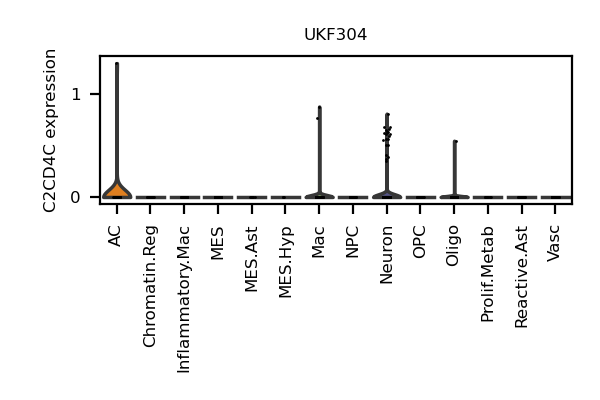 UKF304
C2CD4C expression
1
0
AC
Chromatin.Reg
Inflammatory.Mac
MES
MES.Ast
MES.Hyp
Mac
NPC
Neuron
OPC
Oligo
Prolif.Metab
Reactive.Ast
Vasc